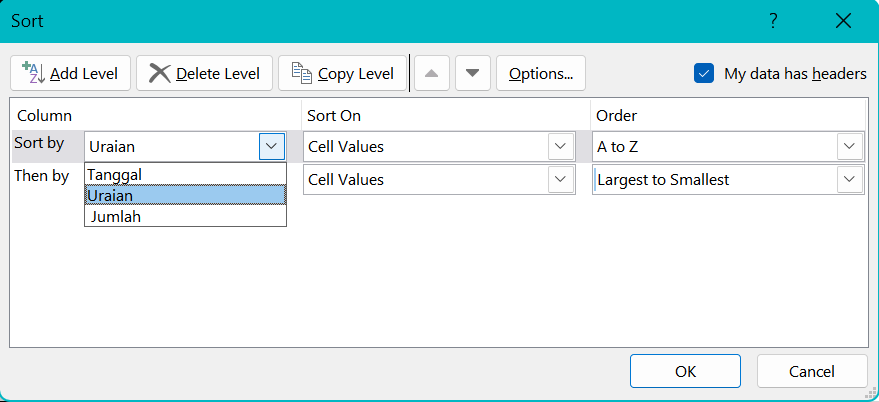 Sort ?
Add Level Delete Level Copy Level Options... My data has headers
Column Sort On Order
Sort by Uraian Cell Values A to Z
Then by Cell Values Largest to Smallest
Tanggal
Uraian
Jumlah
OK Cancel